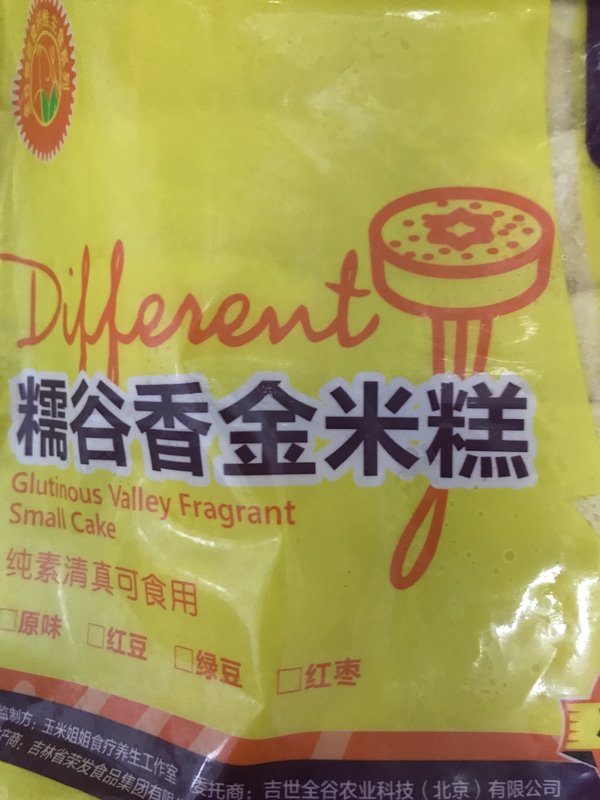 Different
糯谷香金米糕
Glutinous Valley Fragrant
Small Cake
纯素清真可食用
□原味 □红豆 □绿豆 □红枣
监制方：玉米姐姐食疗养生工作室
产商：吉林省荣发食品集团有限
委托商：吉世全谷农业科技（北京）有限公司